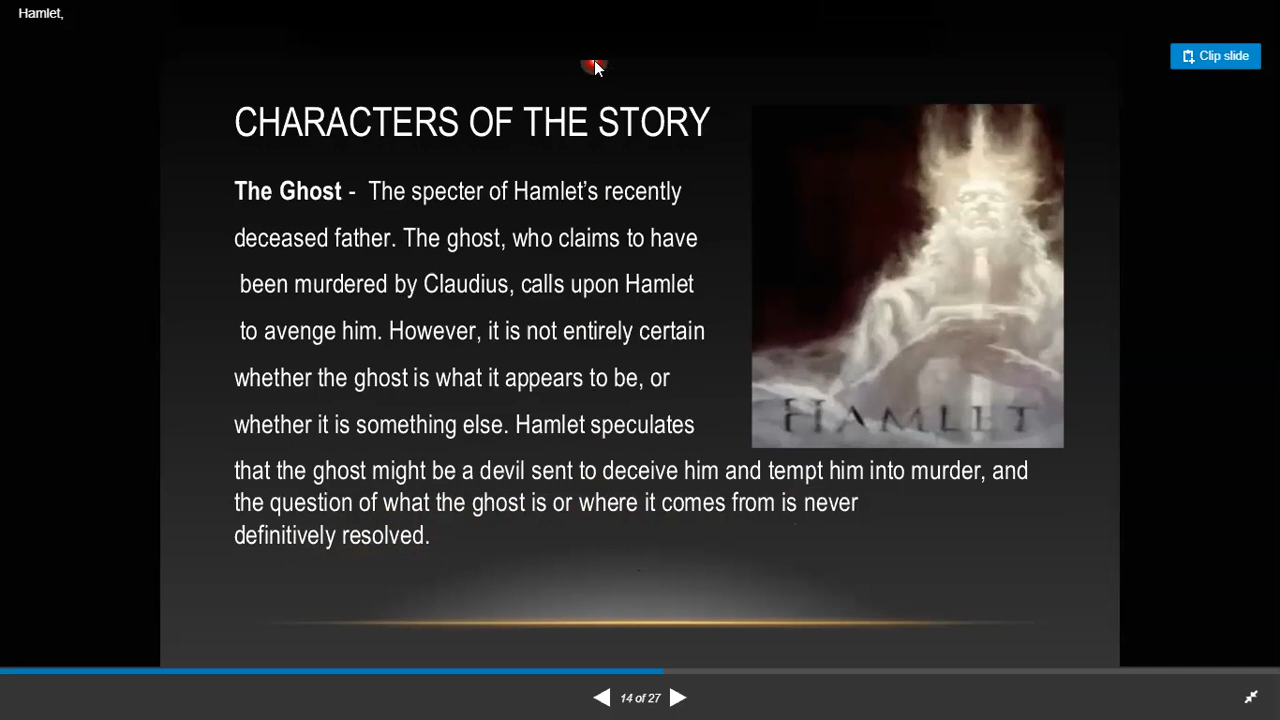 Hamlet,
Clip slide
CHARACTERS OF THE STORY
The Ghost - The specter of Hamlet's recently
deceased father. The ghost, who claims to have
been murdered by Claudius, calls upon Hamlet
to avenge him. However, it is not entirely certain
whether the ghost is what it appears to be, or
whether it is something else. Hamlet speculates
that the ghost might be a devil sent to deceive him and tempt him into murder, and
the question of what the ghost is or where it comes from is never
definitively resolved.
HAMLET
14 of 27